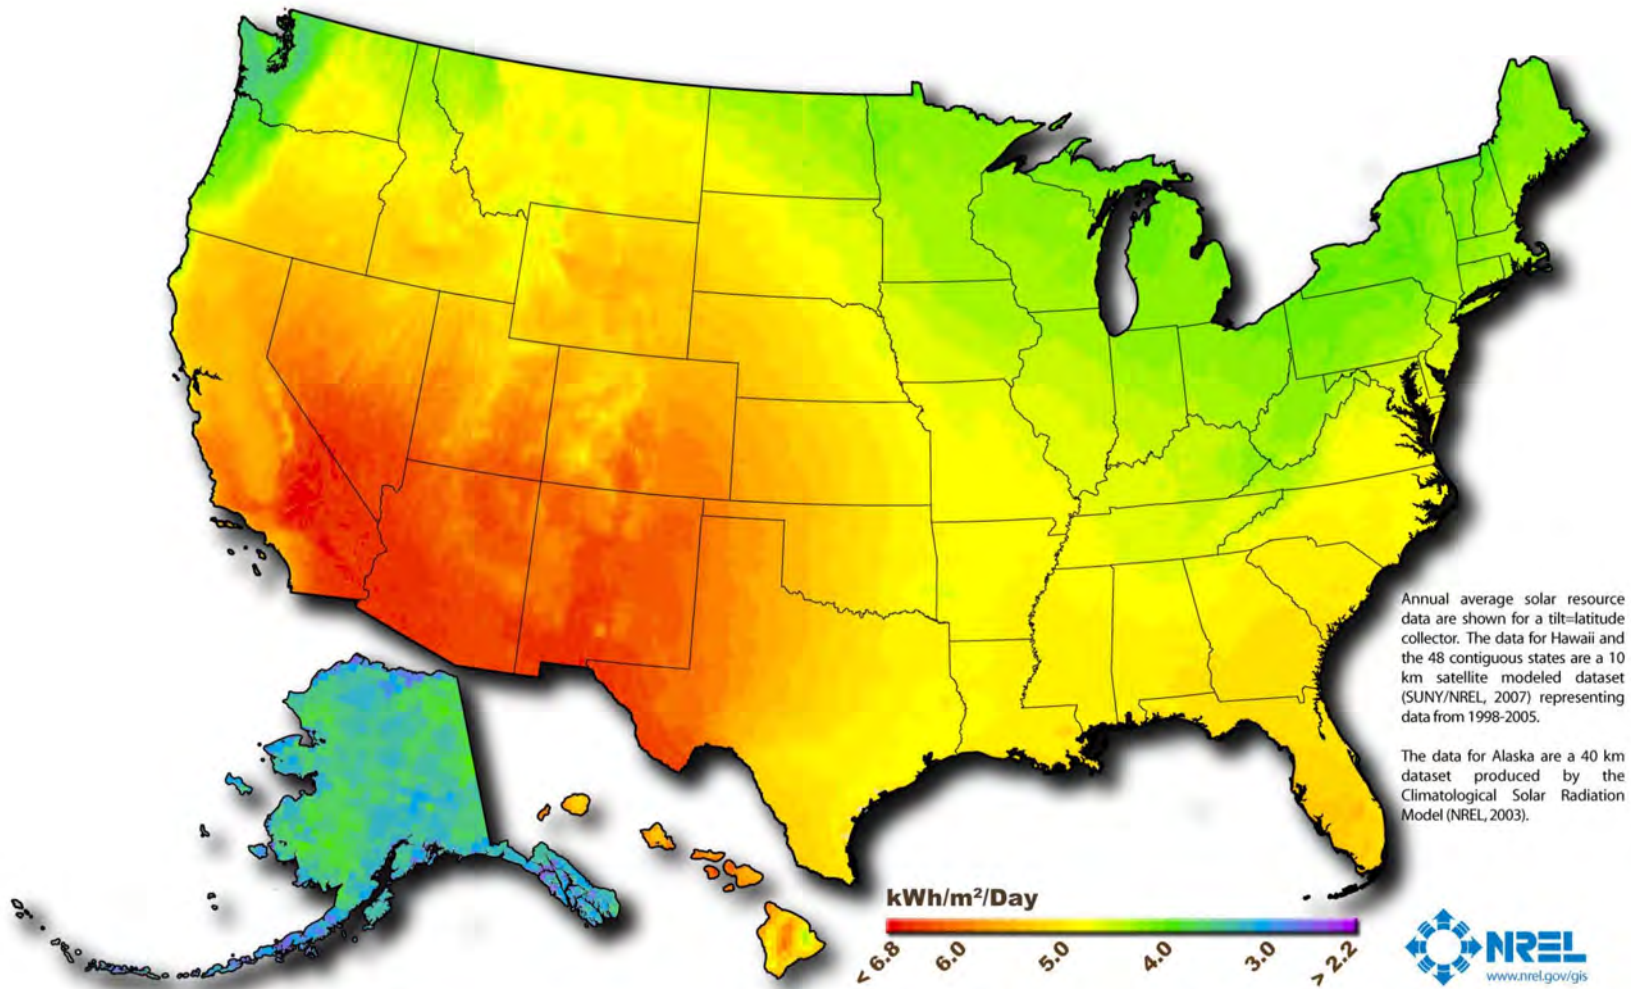 Annual average solar resource
data are shown for a tilt=latitude
collector. The data for Hawaii and
the 48 contiguous states are a 10
km satellite modeled dataset
(SUNY/NREL, 2007) representing
data from 1998-2005.
The data for Alaska are a 40 km
dataset produced by the
Climatological Solar Radiation
Model (NREL, 2003).
kWh/m²/Day
< 6.8 6.0 5.0 4.0 3.0 > 2.2
NREL
www.nrel.gov/gis